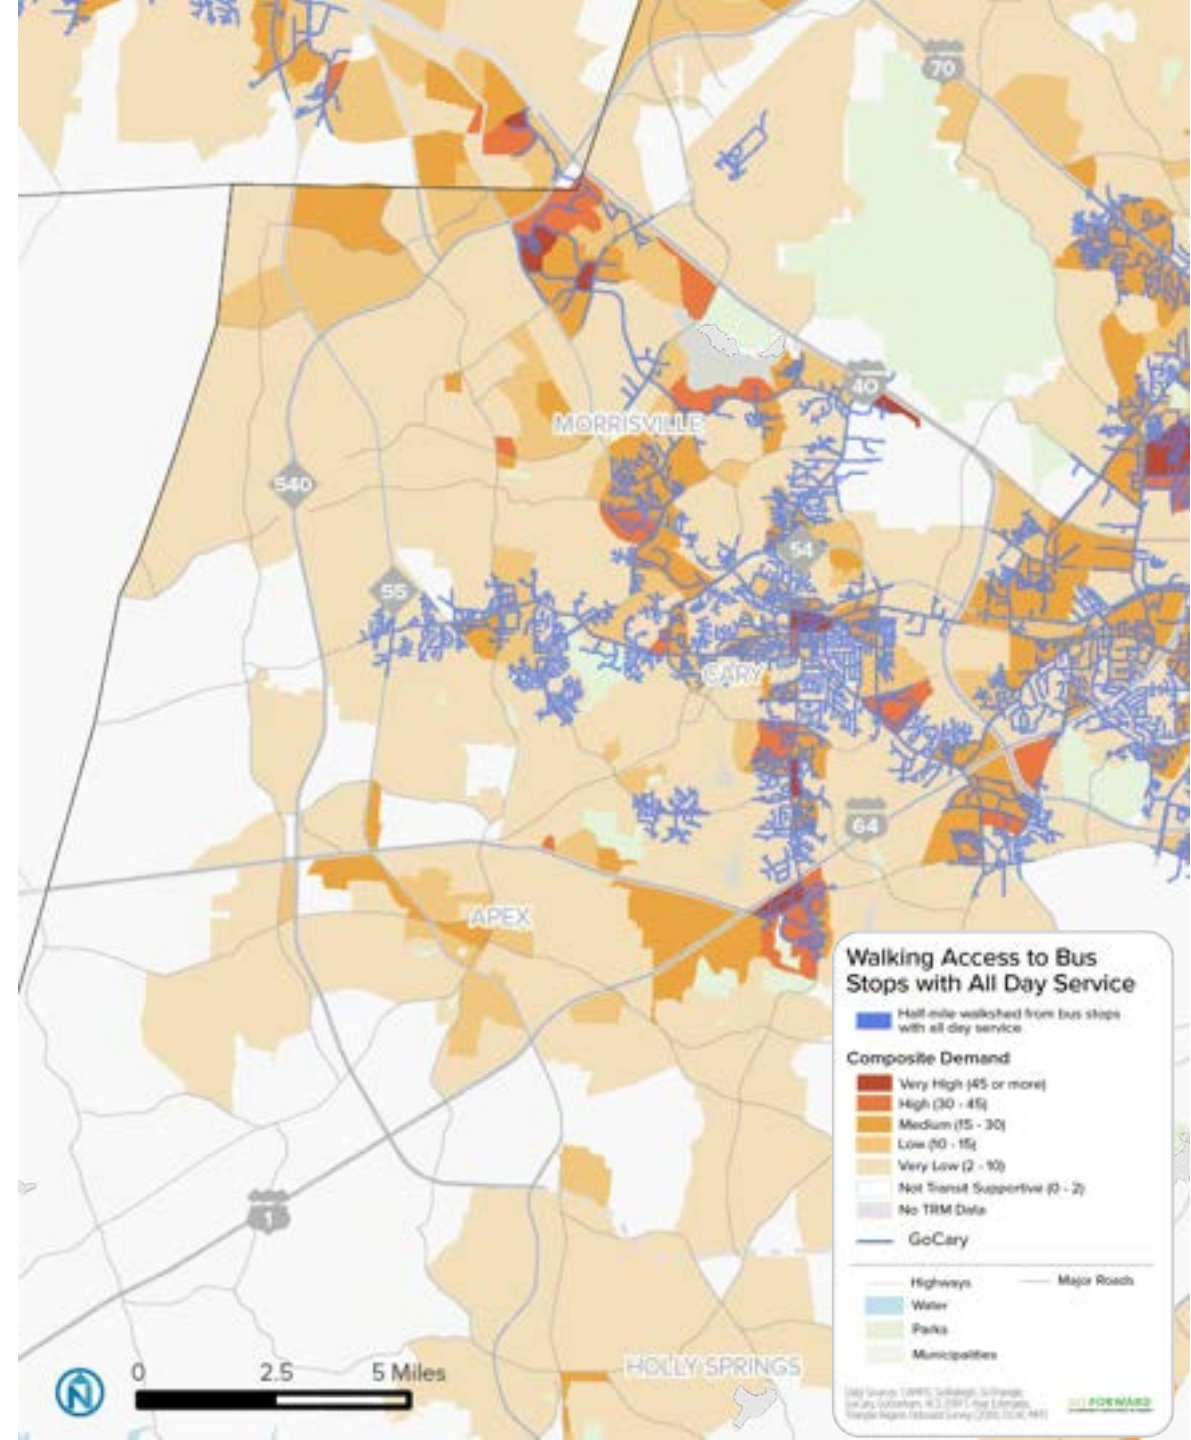 70
40
MORRISVILLE
540
54
55
CARY
64
APEX
Walking Access to Bus
Stops with All Day Service
Half-mile walkshed from bus stops
with all day service
Composite Demand
Very High (45 or more)
High (30 - 45)
Medium (15 - 30)
Low (10 - 15)
Very Low (2 - 10)
Not Transit Supportive (0 - 2)
No TRM Data
GoCary
1
Highways
Major Roads
Water
Parks
Municipalities
HOLLY SPRINGS
N
0
2.5
5 Miles
FORWARD